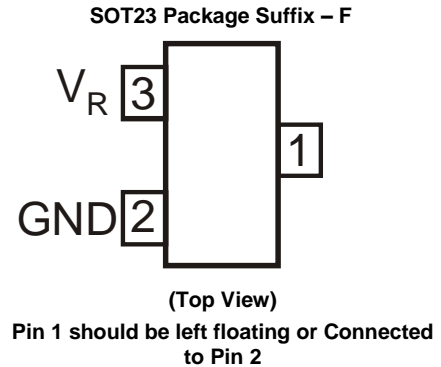 SOT23 Package Suffix – F
V_R 3
1
GND 2
(Top View)
Pin 1 should be left floating or Connected
to Pin 2